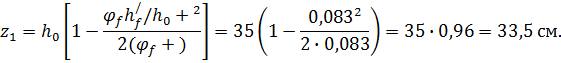 z₁ = h₀ [1 − (φ_f h_f^/ /h₀ + ²) / (2(φ_f + ))] = 35 (1 − 0,083² / (2 · 0,083)) = 35 · 0,96 = 33,5 см.